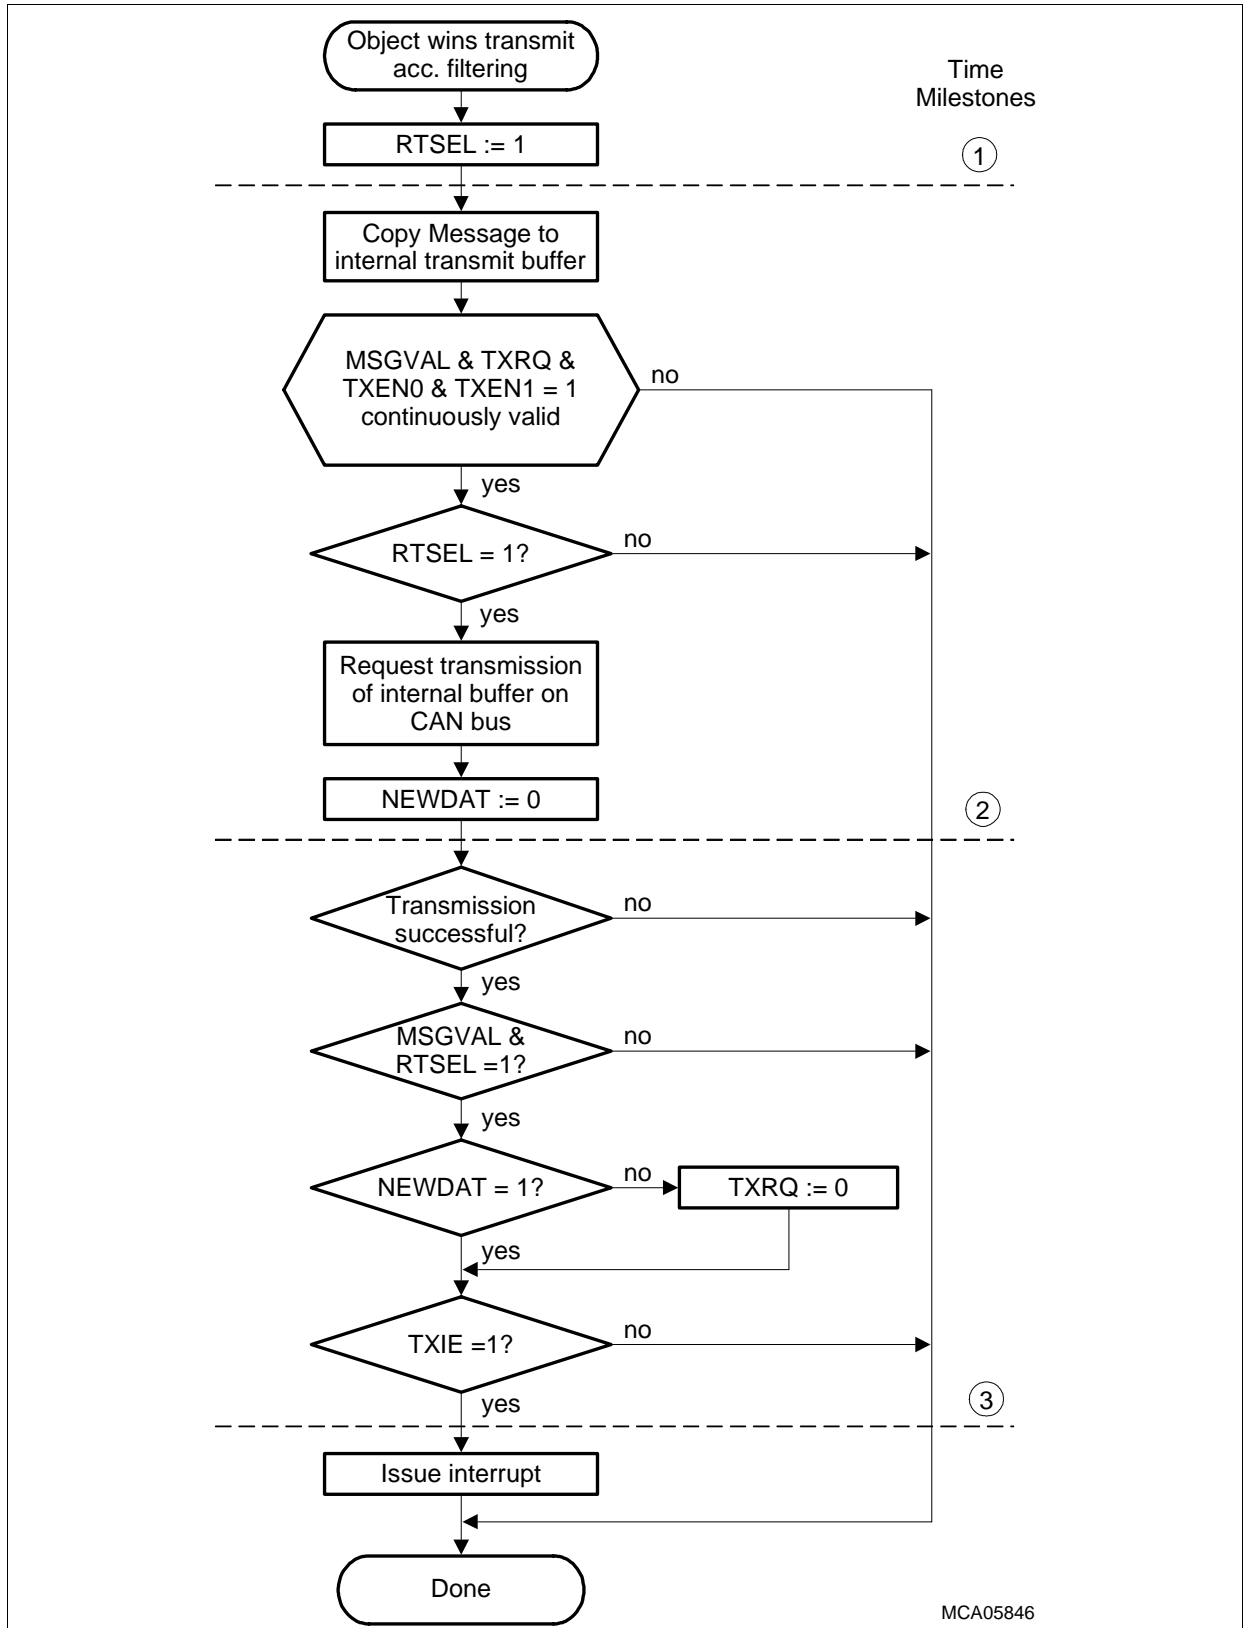 Object wins transmit
acc. filtering
Time
Milestones
RTSEL := 1
1
Copy Message to
internal transmit buffer
MSGVAL & TXRQ &
TXEN0 & TXEN1 = 1
continuously valid
no
yes
RTSEL = 1?
no
yes
Request transmission
of internal buffer on
CAN bus
NEWDAT := 0
2
Transmission
successful?
no
yes
MSGVAL &
RTSEL =1?
no
yes
NEWDAT = 1?
no
TXRQ := 0
yes
TXIE =1?
no
yes
3
Issue interrupt
Done
MCA05846